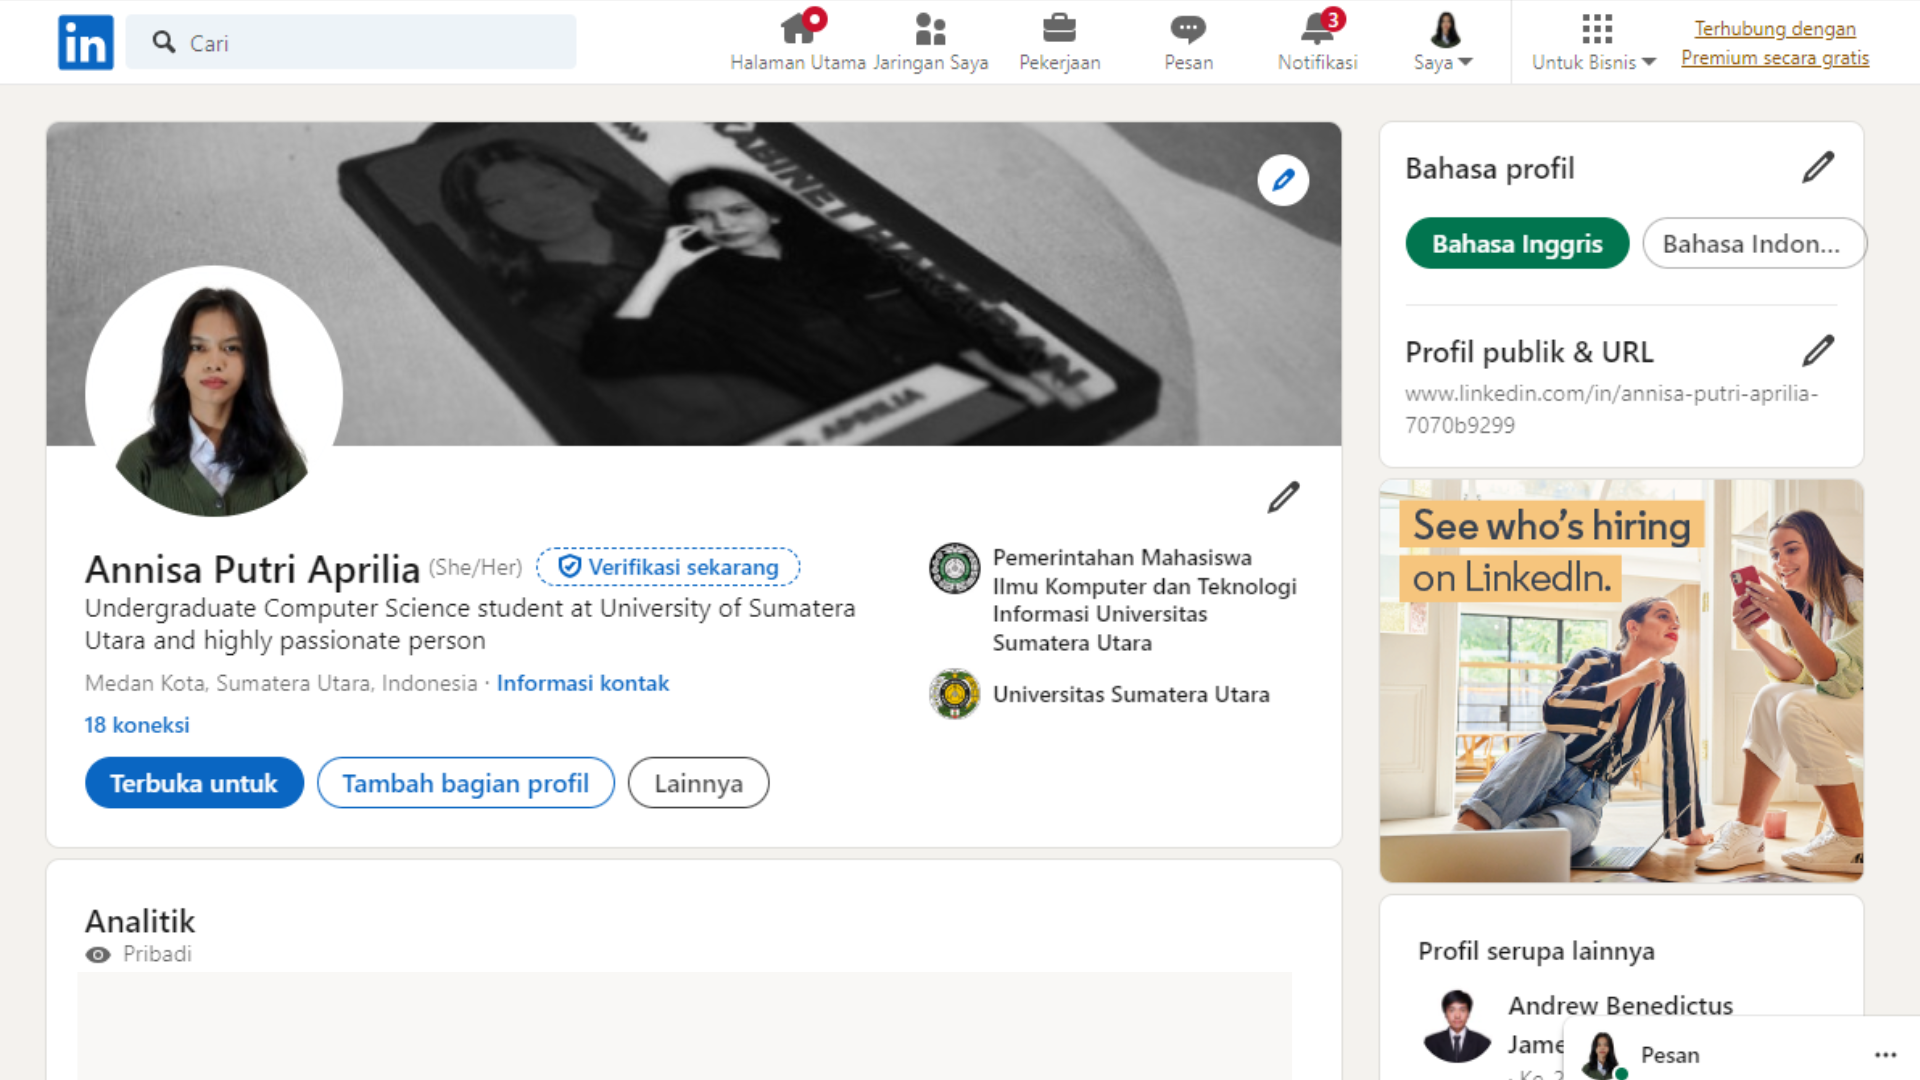 in
Cari
Halaman Utama
Jaringan Saya
Pekerjaan
Pesan
3
Notifikasi
Saya
Untuk Bisnis
Terhubung dengan
Premium secara gratis
KABINET
APRILIA
Annisa Putri Aprilia (She/Her) Verifikasi sekarang
Undergraduate Computer Science student at University of Sumatera
Utara and highly passionate person
Medan Kota, Sumatera Utara, Indonesia · Informasi kontak
18 koneksi
Terbuka untuk
Tambah bagian profil
Lainnya
Pemerintahan Mahasiswa
Ilmu Komputer dan Teknologi
Informasi Universitas
Sumatera Utara
Universitas Sumatera Utara
Analitik
Pribadi
Bahasa profil
Bahasa Inggris
Bahasa Indon...
Profil publik & URL
www.linkedin.com/in/annisa-putri-aprilia-
7070b9299
See who's hiring
on LinkedIn.
Profil serupa lainnya
Andrew Benedictus
Jame
Pesan